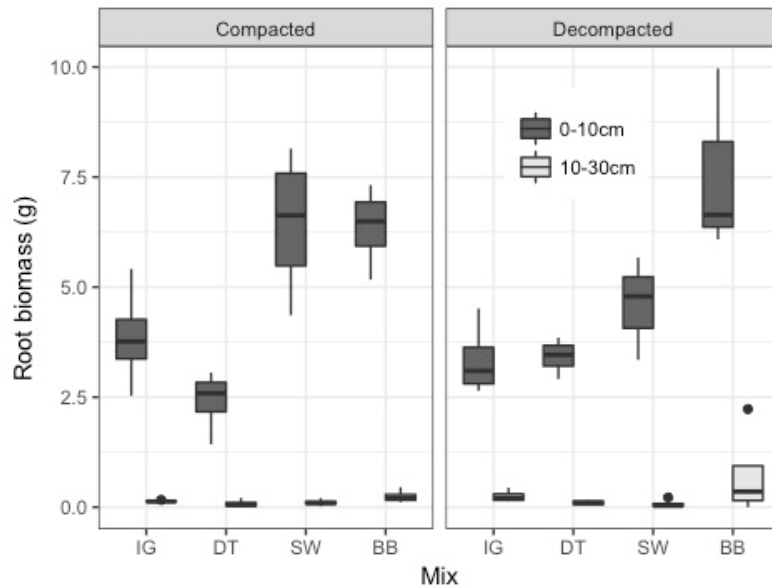 Compacted
Decompacted
10.0
7.5
5.0
2.5
0.0
Root biomass (g)
0-10cm
10-30cm
IG DT SW BB
IG DT SW BB
Mix